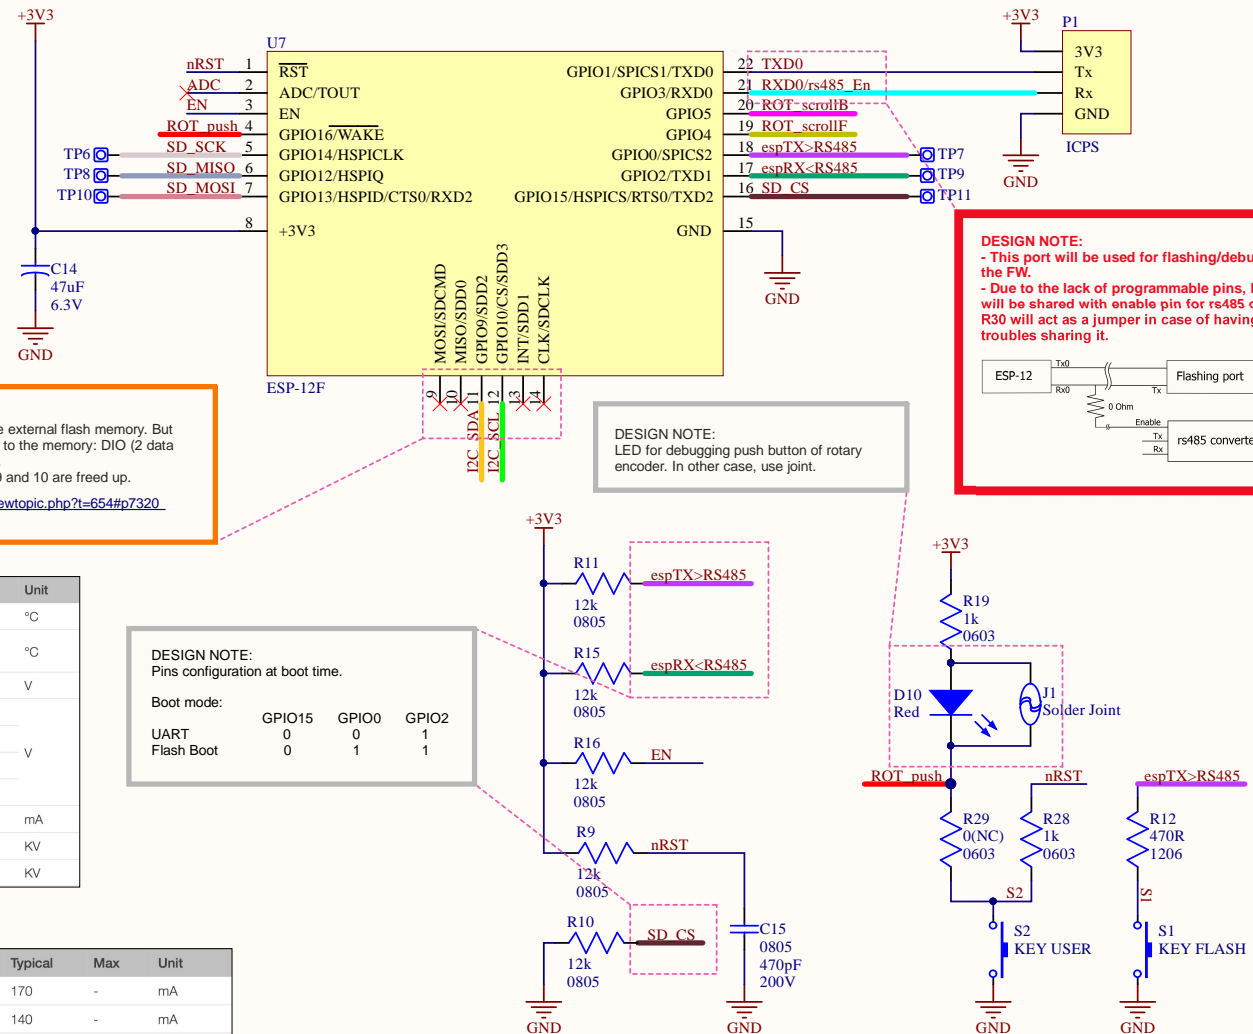 +3V3
U7
nRST 1 RST
ADC 2 ADC/TOUT
EN 3 EN
ROT_push 4 GPIO16/WAKE
TP6 SD_SCK 5 GPIO14/HSPICLK
TP8 SD_MISO 6 GPIO12/HSPIQ
TP10 SD_MOSI 7 GPIO13/HSPID/CTS0/RXD2
8 +3V3
GPIO1/SPICS1/TXD0 22 TXD0
GPIO3/RXD0 21 RXD0/rs485_En
GPIO5 20 ROT_scrollB
GPIO4 19 ROT_scrollF
GPIO0/SPICS2 18 espTX>RS485 TP7
GPIO2/TXD1 17 espRX<RS485 TP9
GPIO15/HSPICS/RTS0/TXD2 16 SD_CS TP11
GND 15
GND
MOSI/SDCMD 9
MISO/SDD0 10
GPIO9/SDD2 11 I2C_SDA
GPIO10/CS/SDD3 12 I2C_SCL
INT/SDD1 13
CLK/SDCLK 14
ESP-12F
C14
47uF
6.3V
GND
+3V3
P1
3V3
Tx
Rx
GND
ICPS
GND
DESIGN NOTE:
- This port will be used for flashing/debu
the FW.
- Due to the lack of programmable pins,
will be shared with enable pin for rs485
R30 will act as a jumper in case of having
troubles sharing it.
ESP-12
Tx0
Rx0
Tx
Flashing port
0 Ohm
Enable
Tx
Rx
rs485 converte
e external flash memory. But
to the memory: DIO (2 data
9 and 10 are freed up.
ewtopic.php?t=654#p7320
DESIGN NOTE:
LED for debugging push button of rotary
encoder. In other case, use joint.
Unit
°C
°C
V
V
mA
KV
KV
DESIGN NOTE:
Pins configuration at boot time.
Boot mode:
GPIO15 GPIO0 GPIO2
UART 0 0 1
Flash Boot 0 1 1
+3V3
R11
12k
0805
espTX>RS485
R15
12k
0805
espRX<RS485
R16
12k
0805
EN
R9
12k
0805
nRST
R10
12k
0805
SD_CS
GND
C15
0805
470pF
200V
GND
+3V3
R19
1k
0603
D10
Red
J1
Solder Joint
ROT_push
nRST
R29
0(NC)
0603
R28
1k
0603
S2
S2
KEY USER
GND
espTX>RS485
R12
470R
1206
S1
S1
KEY FLASH
GND
Typical Max Unit
170 - mA
140 - mA